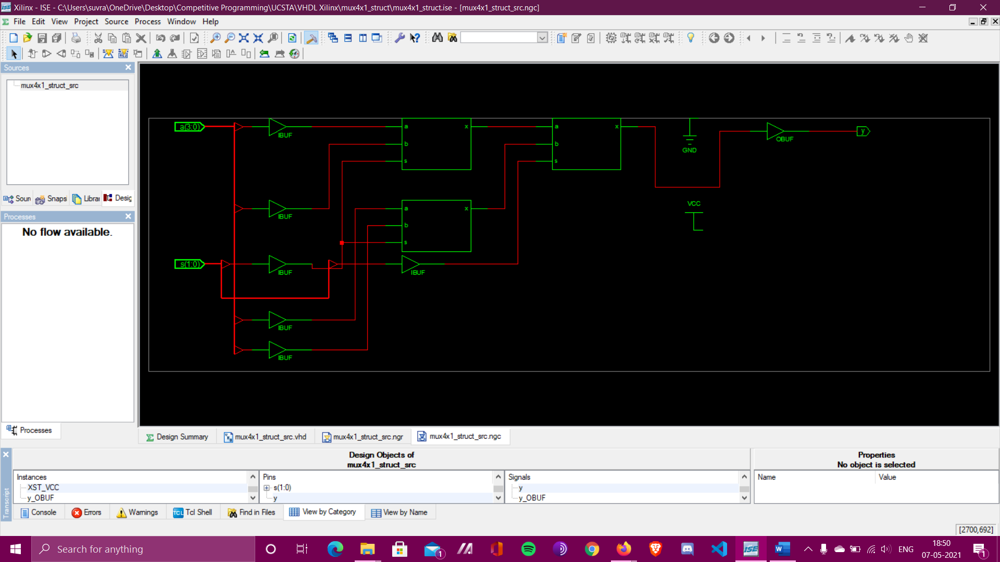 Xilinx - ISE - C:\Users\suvra\OneDrive\Desktop\Competitive Programming\UCSTA\VHDL Xilinx\mux4x1_struct\mux4x1_struct.ise - [mux4x1_struct_src.ngc]
File Edit View Project Source Process Window Help
Sources
mux4x1_struct_src
Soun Snaps Librai Desig
Processes
No flow available.
Processes
a(3:0)
IBUF
a x
b
s
a x
b
s
GND
OBUF
y
IBUF
a x
b
s
VCC
s(1:0)
IBUF
IBUF
IBUF
IBUF
Design Summary mux4x1_struct_src.vhd mux4x1_struct_src.ngr mux4x1_struct_src.ngc
Transcript
Design Objects of
mux4x1_struct_src
Properties
No object is selected
Instances
XST_VCC
y_OBUF
Pins
s(1:0)
y
Signals
y
y_OBUF
Name Value
Console Errors Warnings TCL Tcl Shell Find in Files View by Category View by Name
[2700,692]
Search for anything
1
ISE
ENG
18:50
07-05-2021
1